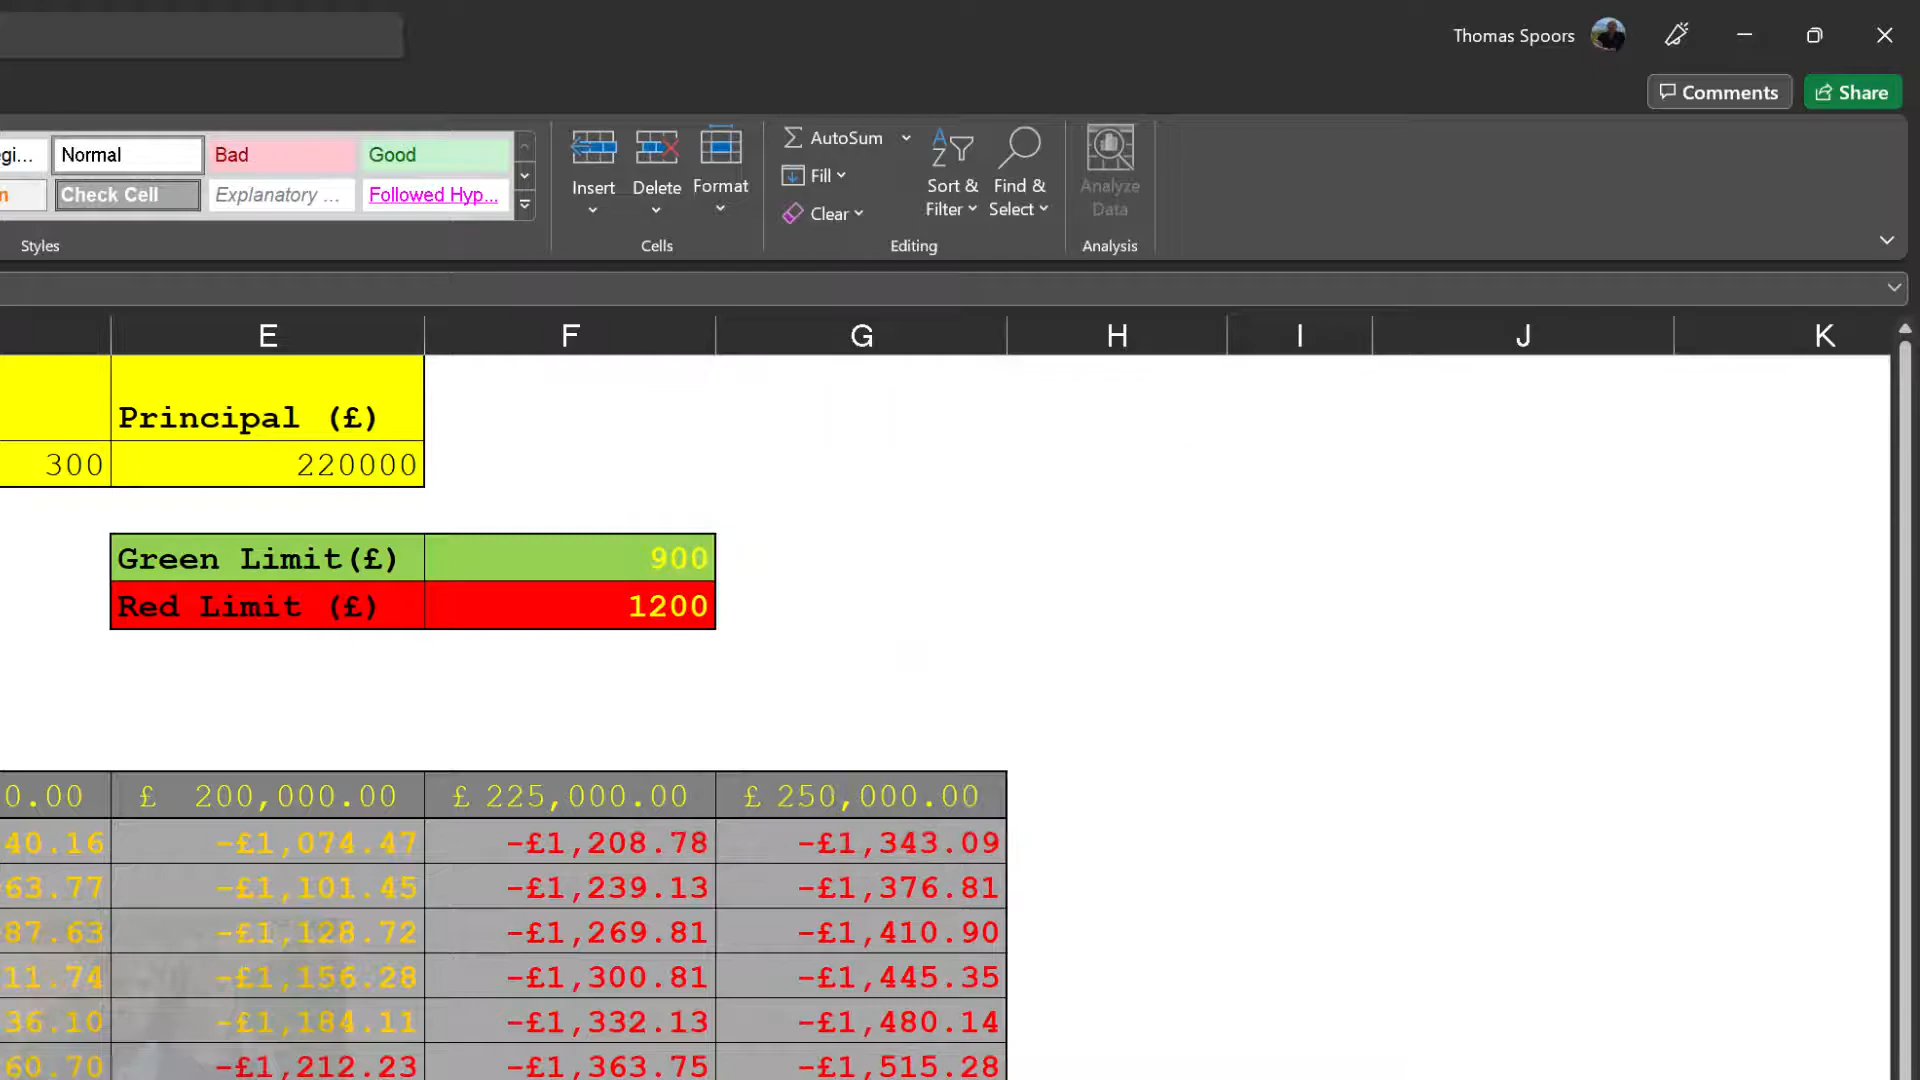 Thomas Spoors
Comments Share
egi... Normal Bad Good
n Check Cell Explanatory ... Followed Hyp...
Insert Delete Format
AutoSum
Fill
Clear
Sort & Filter
Find & Select
Analyze Data
Styles Cells Editing Analysis
E F G H I J K
Principal (£)
300 220000
Green Limit(£) 900
Red Limit (£) 1200
0.00 £ 200,000.00 £ 225,000.00 £ 250,000.00
40.16 -£1,074.47 -£1,208.78 -£1,343.09
63.77 -£1,101.45 -£1,239.13 -£1,376.81
87.63 -£1,128.72 -£1,269.81 -£1,410.90
11.74 -£1,156.28 -£1,300.81 -£1,445.35
36.10 -£1,184.11 -£1,332.13 -£1,480.14
60.70 -£1,212.23 -£1,363.75 -£1,515.28